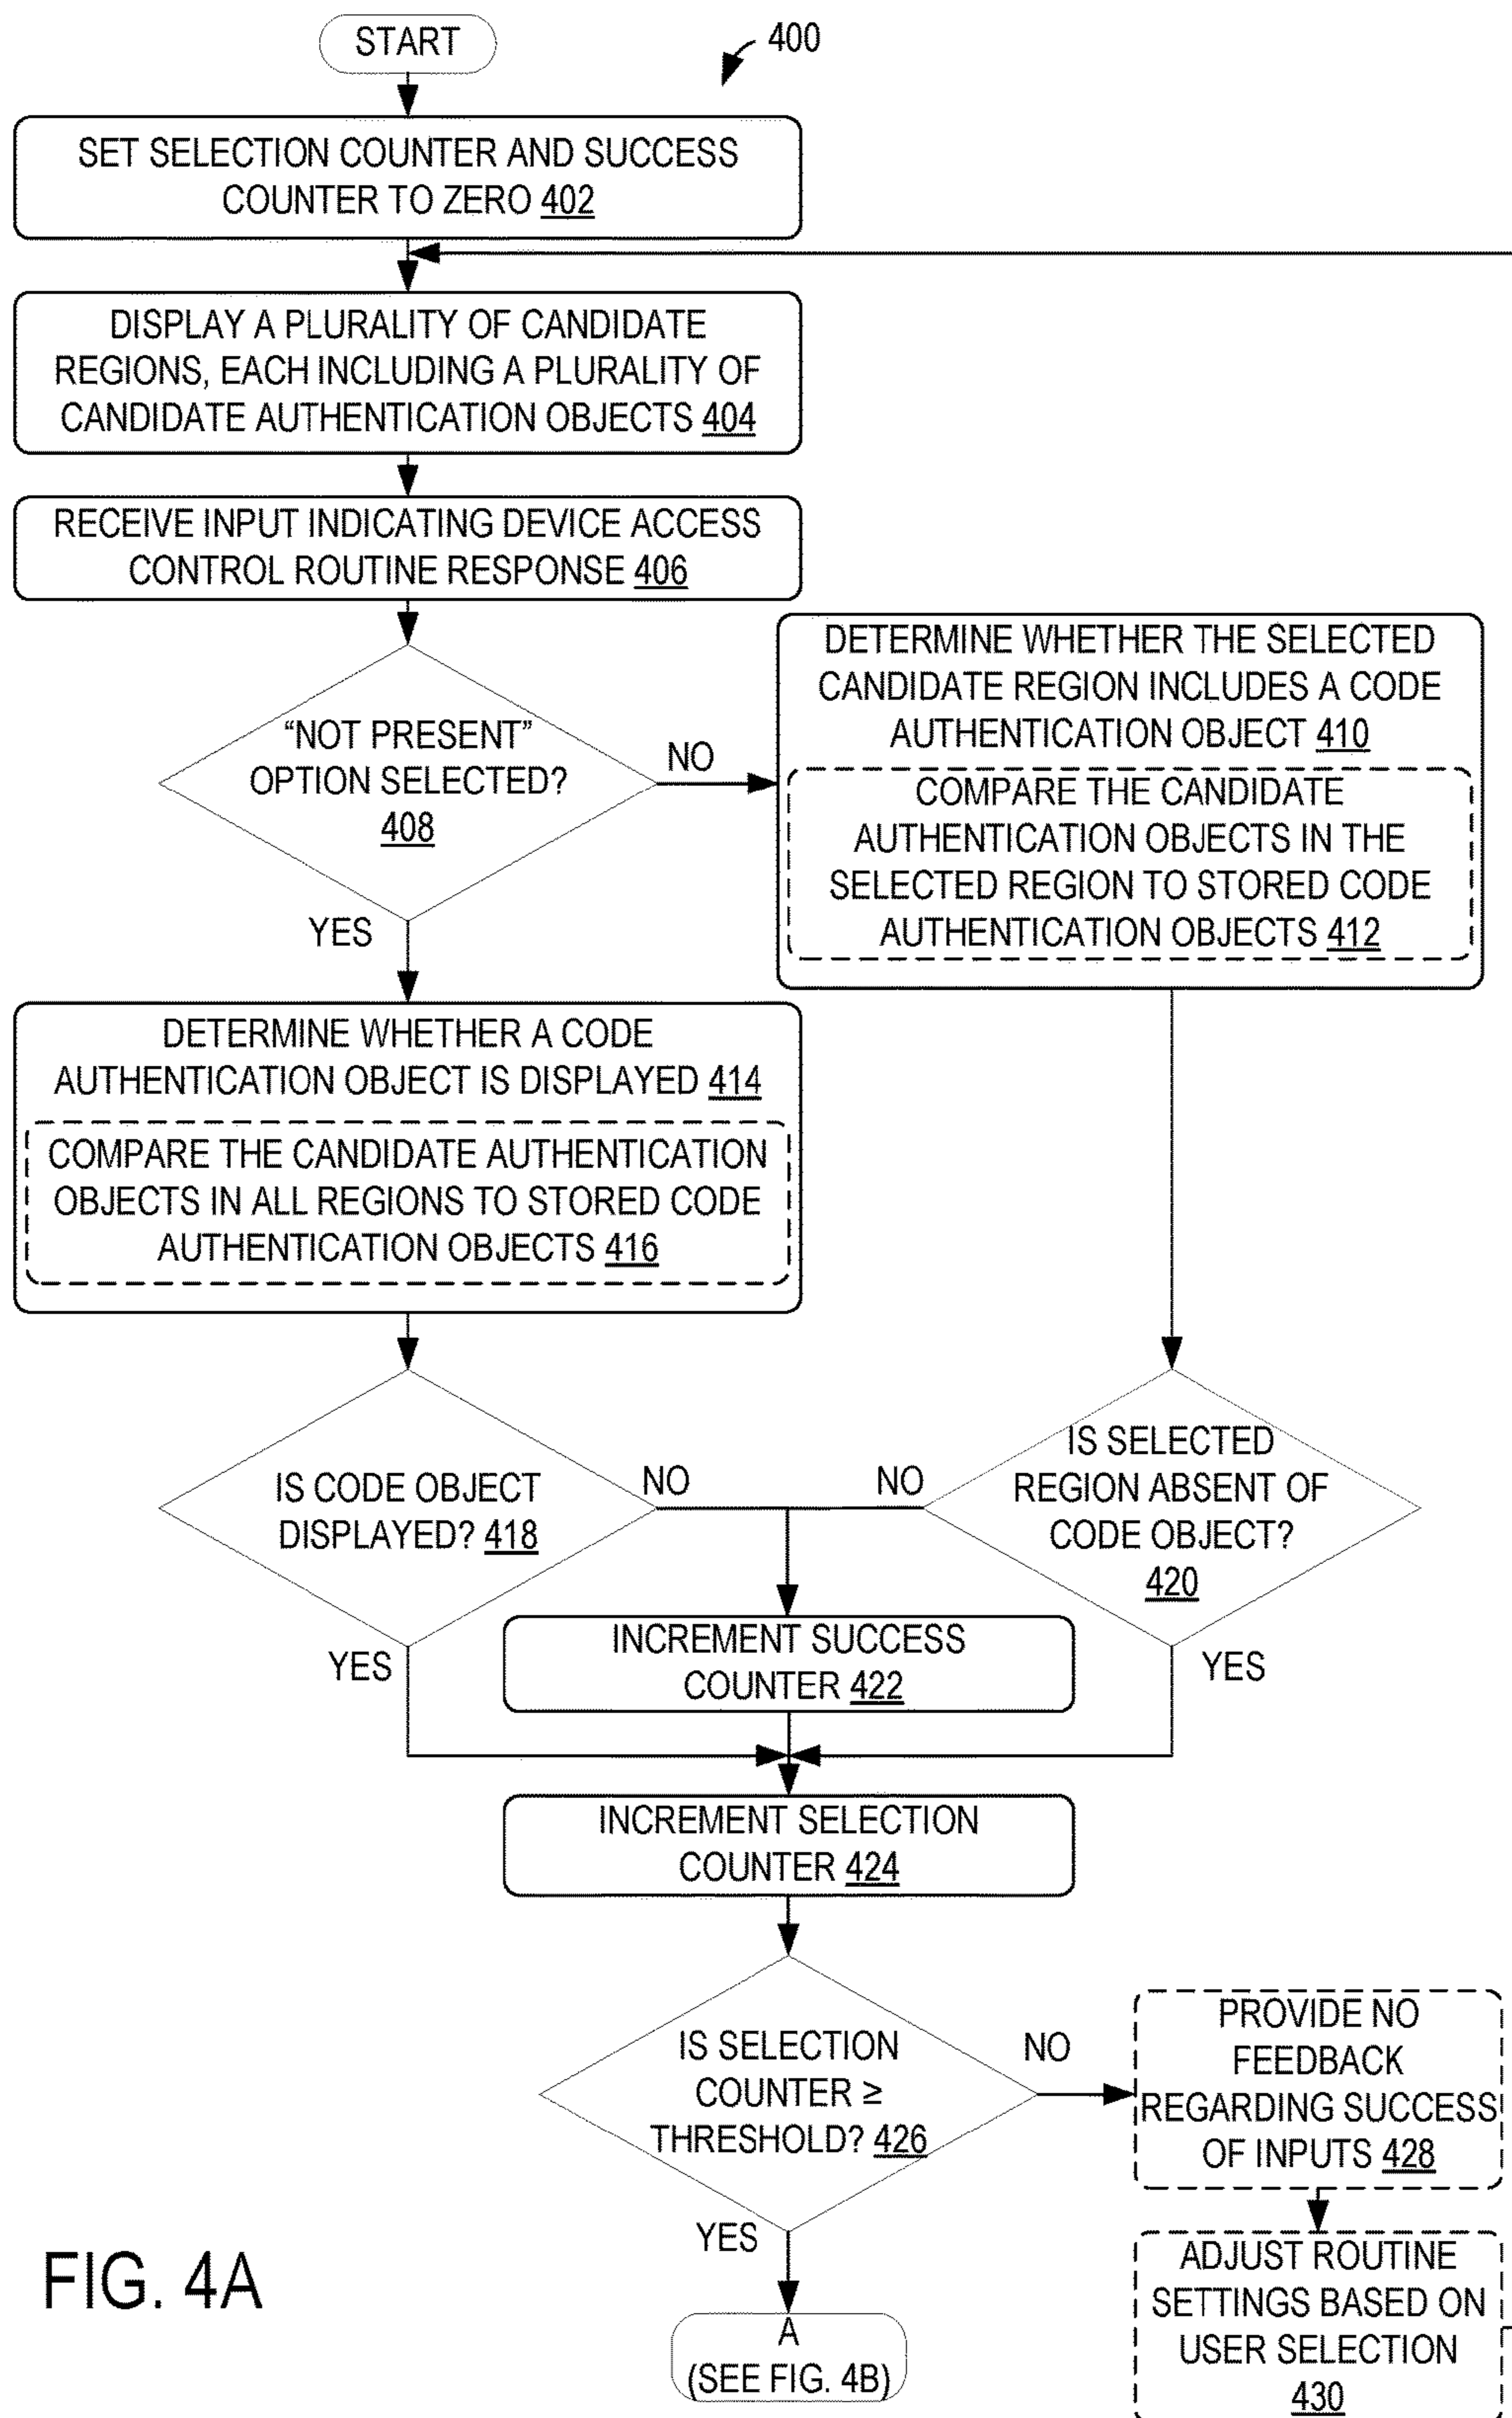 START
400
SET SELECTION COUNTER AND SUCCESS
COUNTER TO ZERO 402
DISPLAY A PLURALITY OF CANDIDATE
REGIONS, EACH INCLUDING A PLURALITY OF
CANDIDATE AUTHENTICATION OBJECTS 404
RECEIVE INPUT INDICATING DEVICE ACCESS
CONTROL ROUTINE RESPONSE 406
“NOT PRESENT”
OPTION SELECTED?
408
NO
YES
DETERMINE WHETHER THE SELECTED
CANDIDATE REGION INCLUDES A CODE
AUTHENTICATION OBJECT 410
COMPARE THE CANDIDATE
AUTHENTICATION OBJECTS IN THE
SELECTED REGION TO STORED CODE
AUTHENTICATION OBJECTS 412
DETERMINE WHETHER A CODE
AUTHENTICATION OBJECT IS DISPLAYED 414
COMPARE THE CANDIDATE AUTHENTICATION
OBJECTS IN ALL REGIONS TO STORED CODE
AUTHENTICATION OBJECTS 416
IS CODE OBJECT
DISPLAYED? 418
NO
YES
IS SELECTED
REGION ABSENT OF
CODE OBJECT?
420
NO
YES
INCREMENT SUCCESS
COUNTER 422
INCREMENT SELECTION
COUNTER 424
IS SELECTION
COUNTER ≥
THRESHOLD? 426
NO
YES
PROVIDE NO
FEEDBACK
REGARDING SUCCESS
OF INPUTS 428
ADJUST ROUTINE
SETTINGS BASED ON
USER SELECTION
430
A
(SEE FIG. 4B)
FIG. 4A